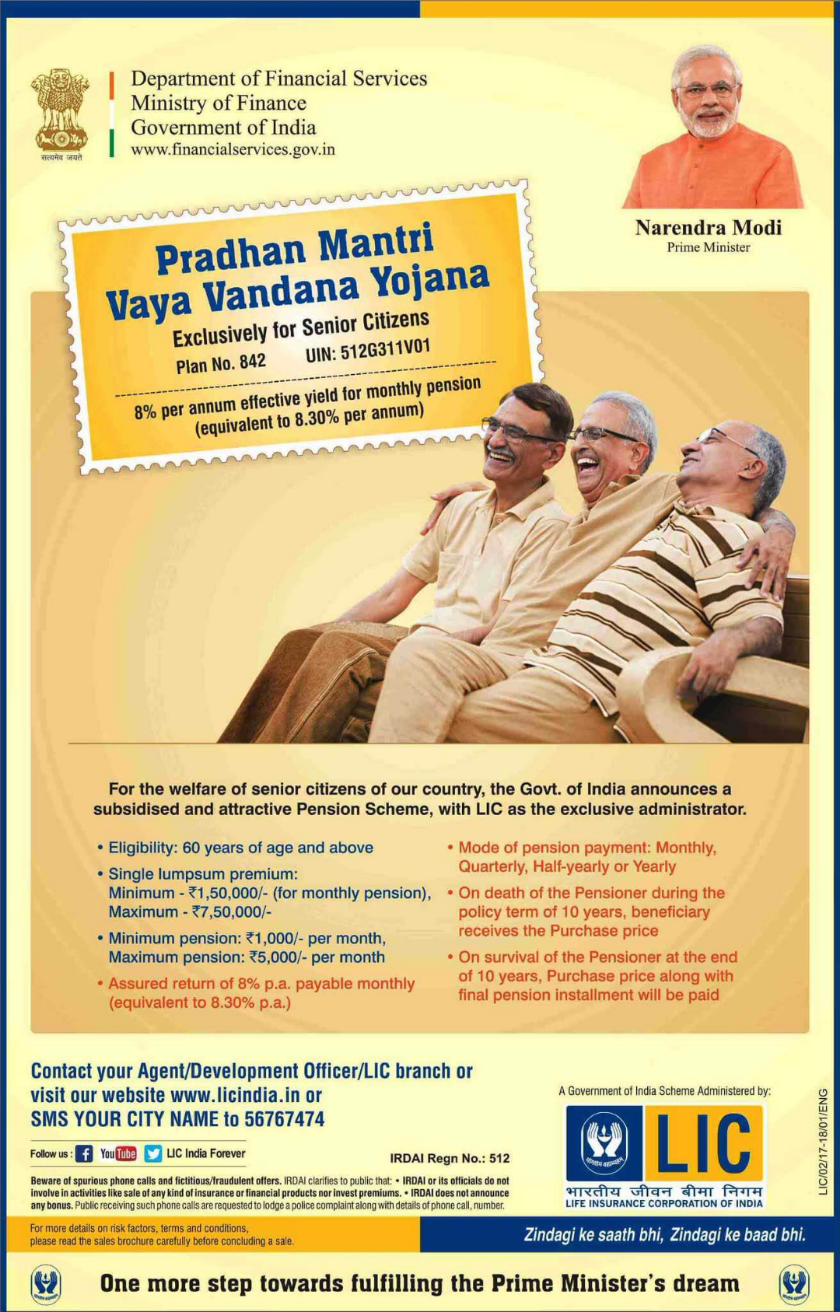 Department of Financial Services
Ministry of Finance
Government of India
www.financialservices.gov.in
सत्यमेव जयते
Narendra Modi
Prime Minister
Pradhan Mantri
Vaya Vandana Yojana
Exclusively for Senior Citizens
Plan No. 842 UIN: 512G311V01
8% per annum effective yield for monthly pension
(equivalent to 8.30% per annum)
For the welfare of senior citizens of our country, the Govt. of India announces a
subsidised and attractive Pension Scheme, with LIC as the exclusive administrator.
• Eligibility: 60 years of age and above
• Single lumpsum premium:
Minimum - ₹1,50,000/- (for monthly pension),
Maximum - ₹7,50,000/-
• Minimum pension: ₹1,000/- per month,
Maximum pension: ₹5,000/- per month
• Assured return of 8% p.a. payable monthly
(equivalent to 8.30% p.a.)
• Mode of pension payment: Monthly,
Quarterly, Half-yearly or Yearly
• On death of the Pensioner during the
policy term of 10 years, beneficiary
receives the Purchase price
• On survival of the Pensioner at the end
of 10 years, Purchase price along with
final pension installment will be paid
Contact your Agent/Development Officer/LIC branch or
visit our website www.licindia.in or
SMS YOUR CITY NAME to 56767474
Follow us : f YouTube LIC India Forever
IRDAI Regn No.: 512
Beware of spurious phone calls and fictitious/fraudulent offers. IRDAI clarifies to public that: • IRDAI or its officials do not
involve in activities like sale of any kind of insurance or financial products nor invest premiums. • IRDAI does not announce
any bonus. Public receiving such phone calls are requested to lodge a police complaint along with details of phone call, number.
A Government of India Scheme Administered by:
LIC
भारतीय जीवन बीमा निगम
LIFE INSURANCE CORPORATION OF INDIA
LIC/02/17-18/01/ENG
For more details on risk factors, terms and conditions,
please read the sales brochure carefully before concluding a sale.
Zindagi ke saath bhi, Zindagi ke baad bhi.
One more step towards fulfilling the Prime Minister's dream